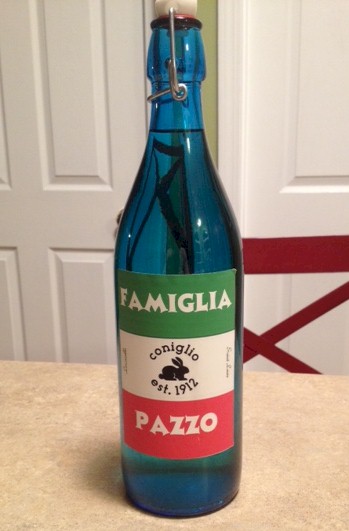 FAMIGLIA
coniglio
est. 1912
PAZZO